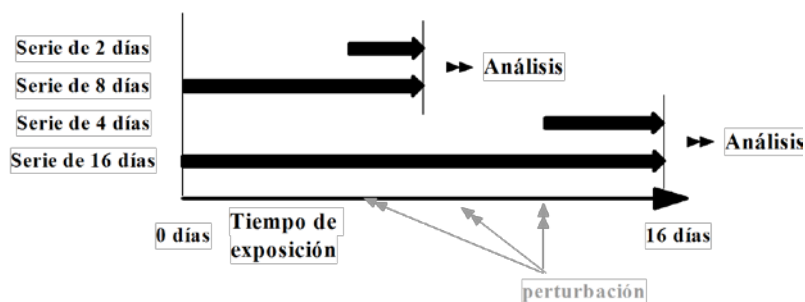 Serie de 2 días
Análisis
Serie de 8 días
Serie de 4 días
Análisis
Serie de 16 días
0 días
Tiempo de
exposición
16 días
perturbación